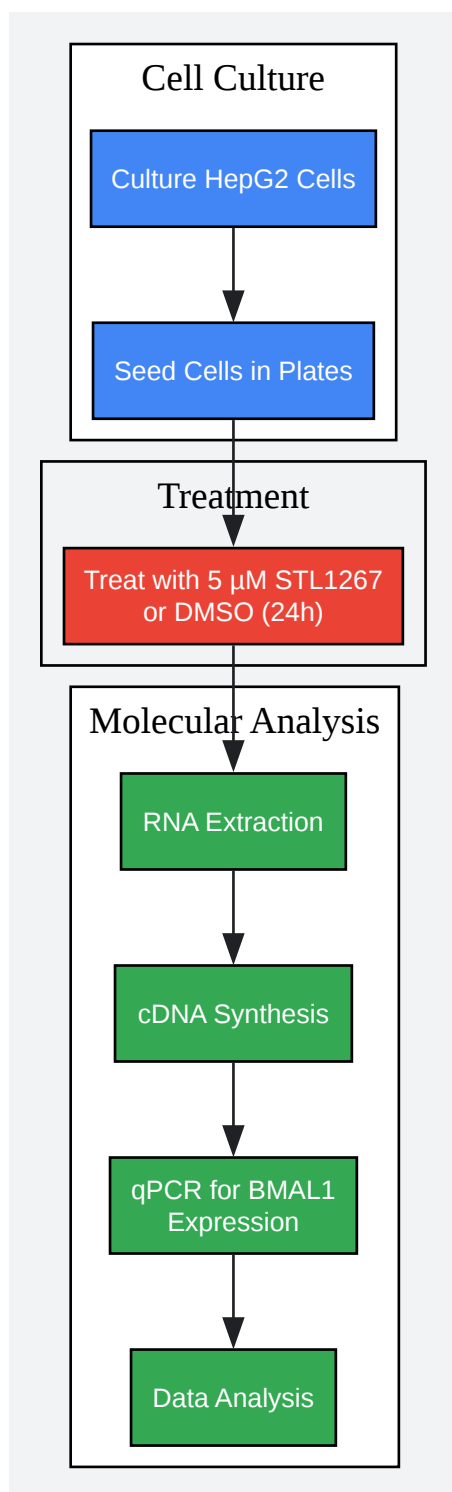 Cell Culture
Culture HepG2 Cells
Seed Cells in Plates
Treatment
Treat with 5 µM STL1267
or DMSO (24h)
Molecular Analysis
RNA Extraction
cDNA Synthesis
qPCR for BMAL1
Expression
Data Analysis